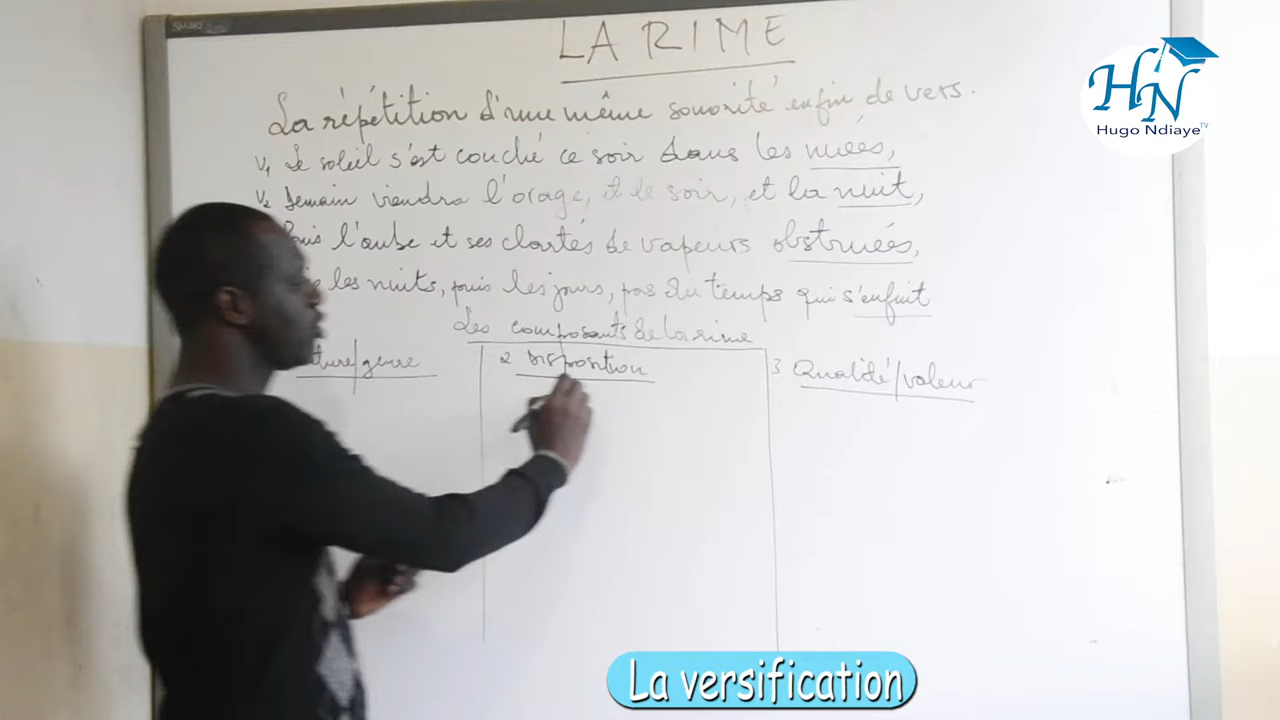 SMART
LA RIME
HN
Hugo Ndiaye TV
La répétition d'une même sonorité en fin de vers.
V1 Le soleil s'est couché ce soir dans les nuées,
V2 Demain viendra l'orage, et le soir, et la nuit,
Puis l'aube et ses clartés de vapeurs obstruées,
les nuits, puis les jours, pas du temps qui s'enfuit
Les composants de la rime
genre
2 Disposition
3 Qualité/valeur
La versification